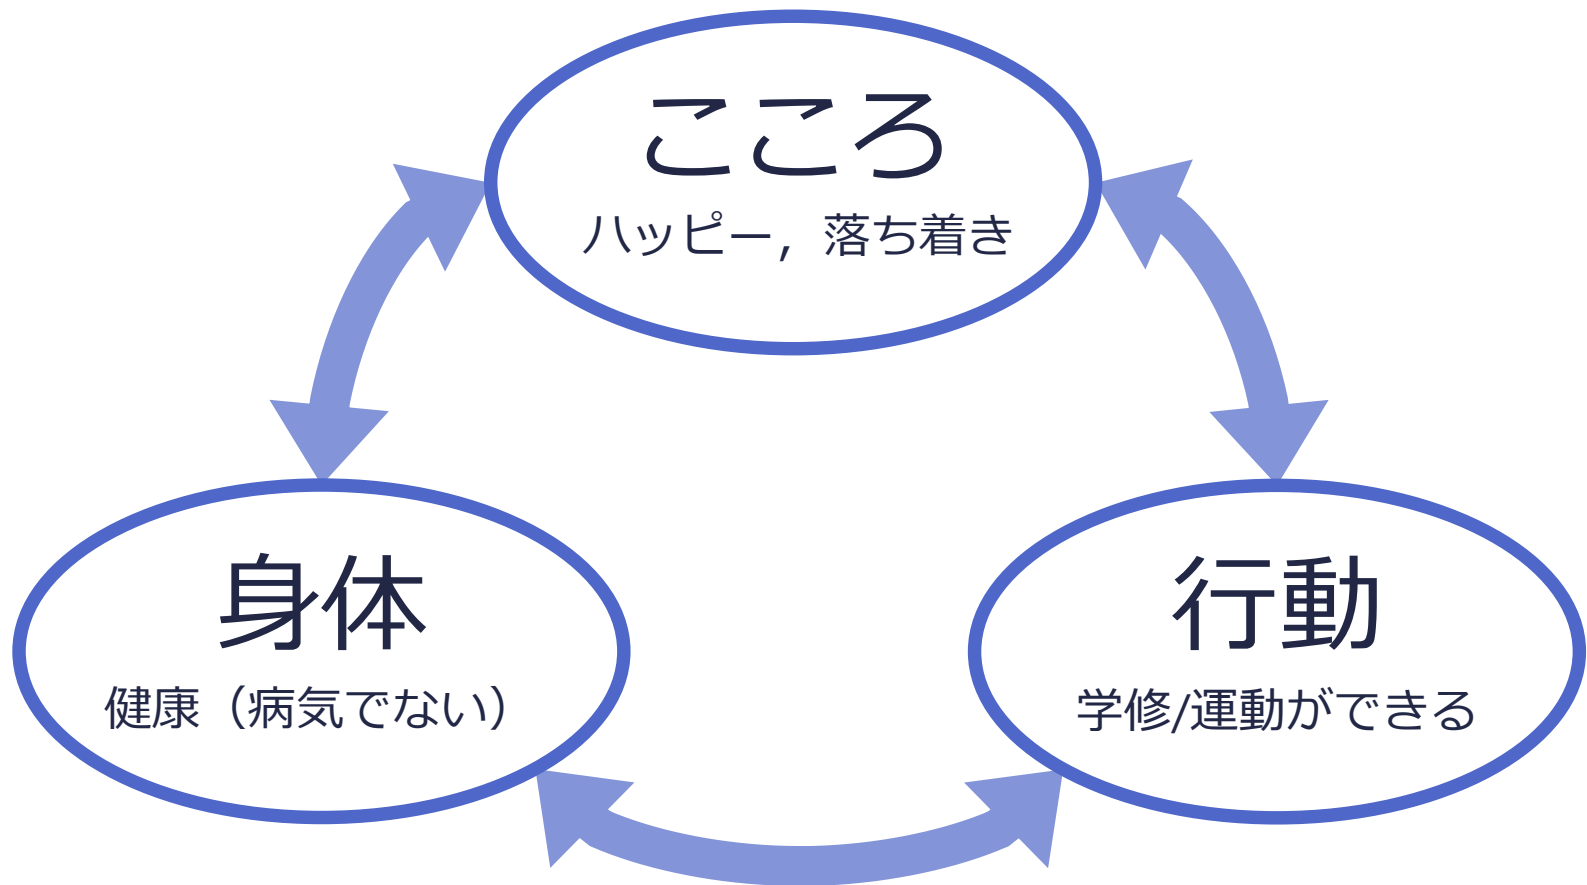 こころ
ハッピー，落ち着き
身体
健康（病気でない）
行動
学修/運動ができる